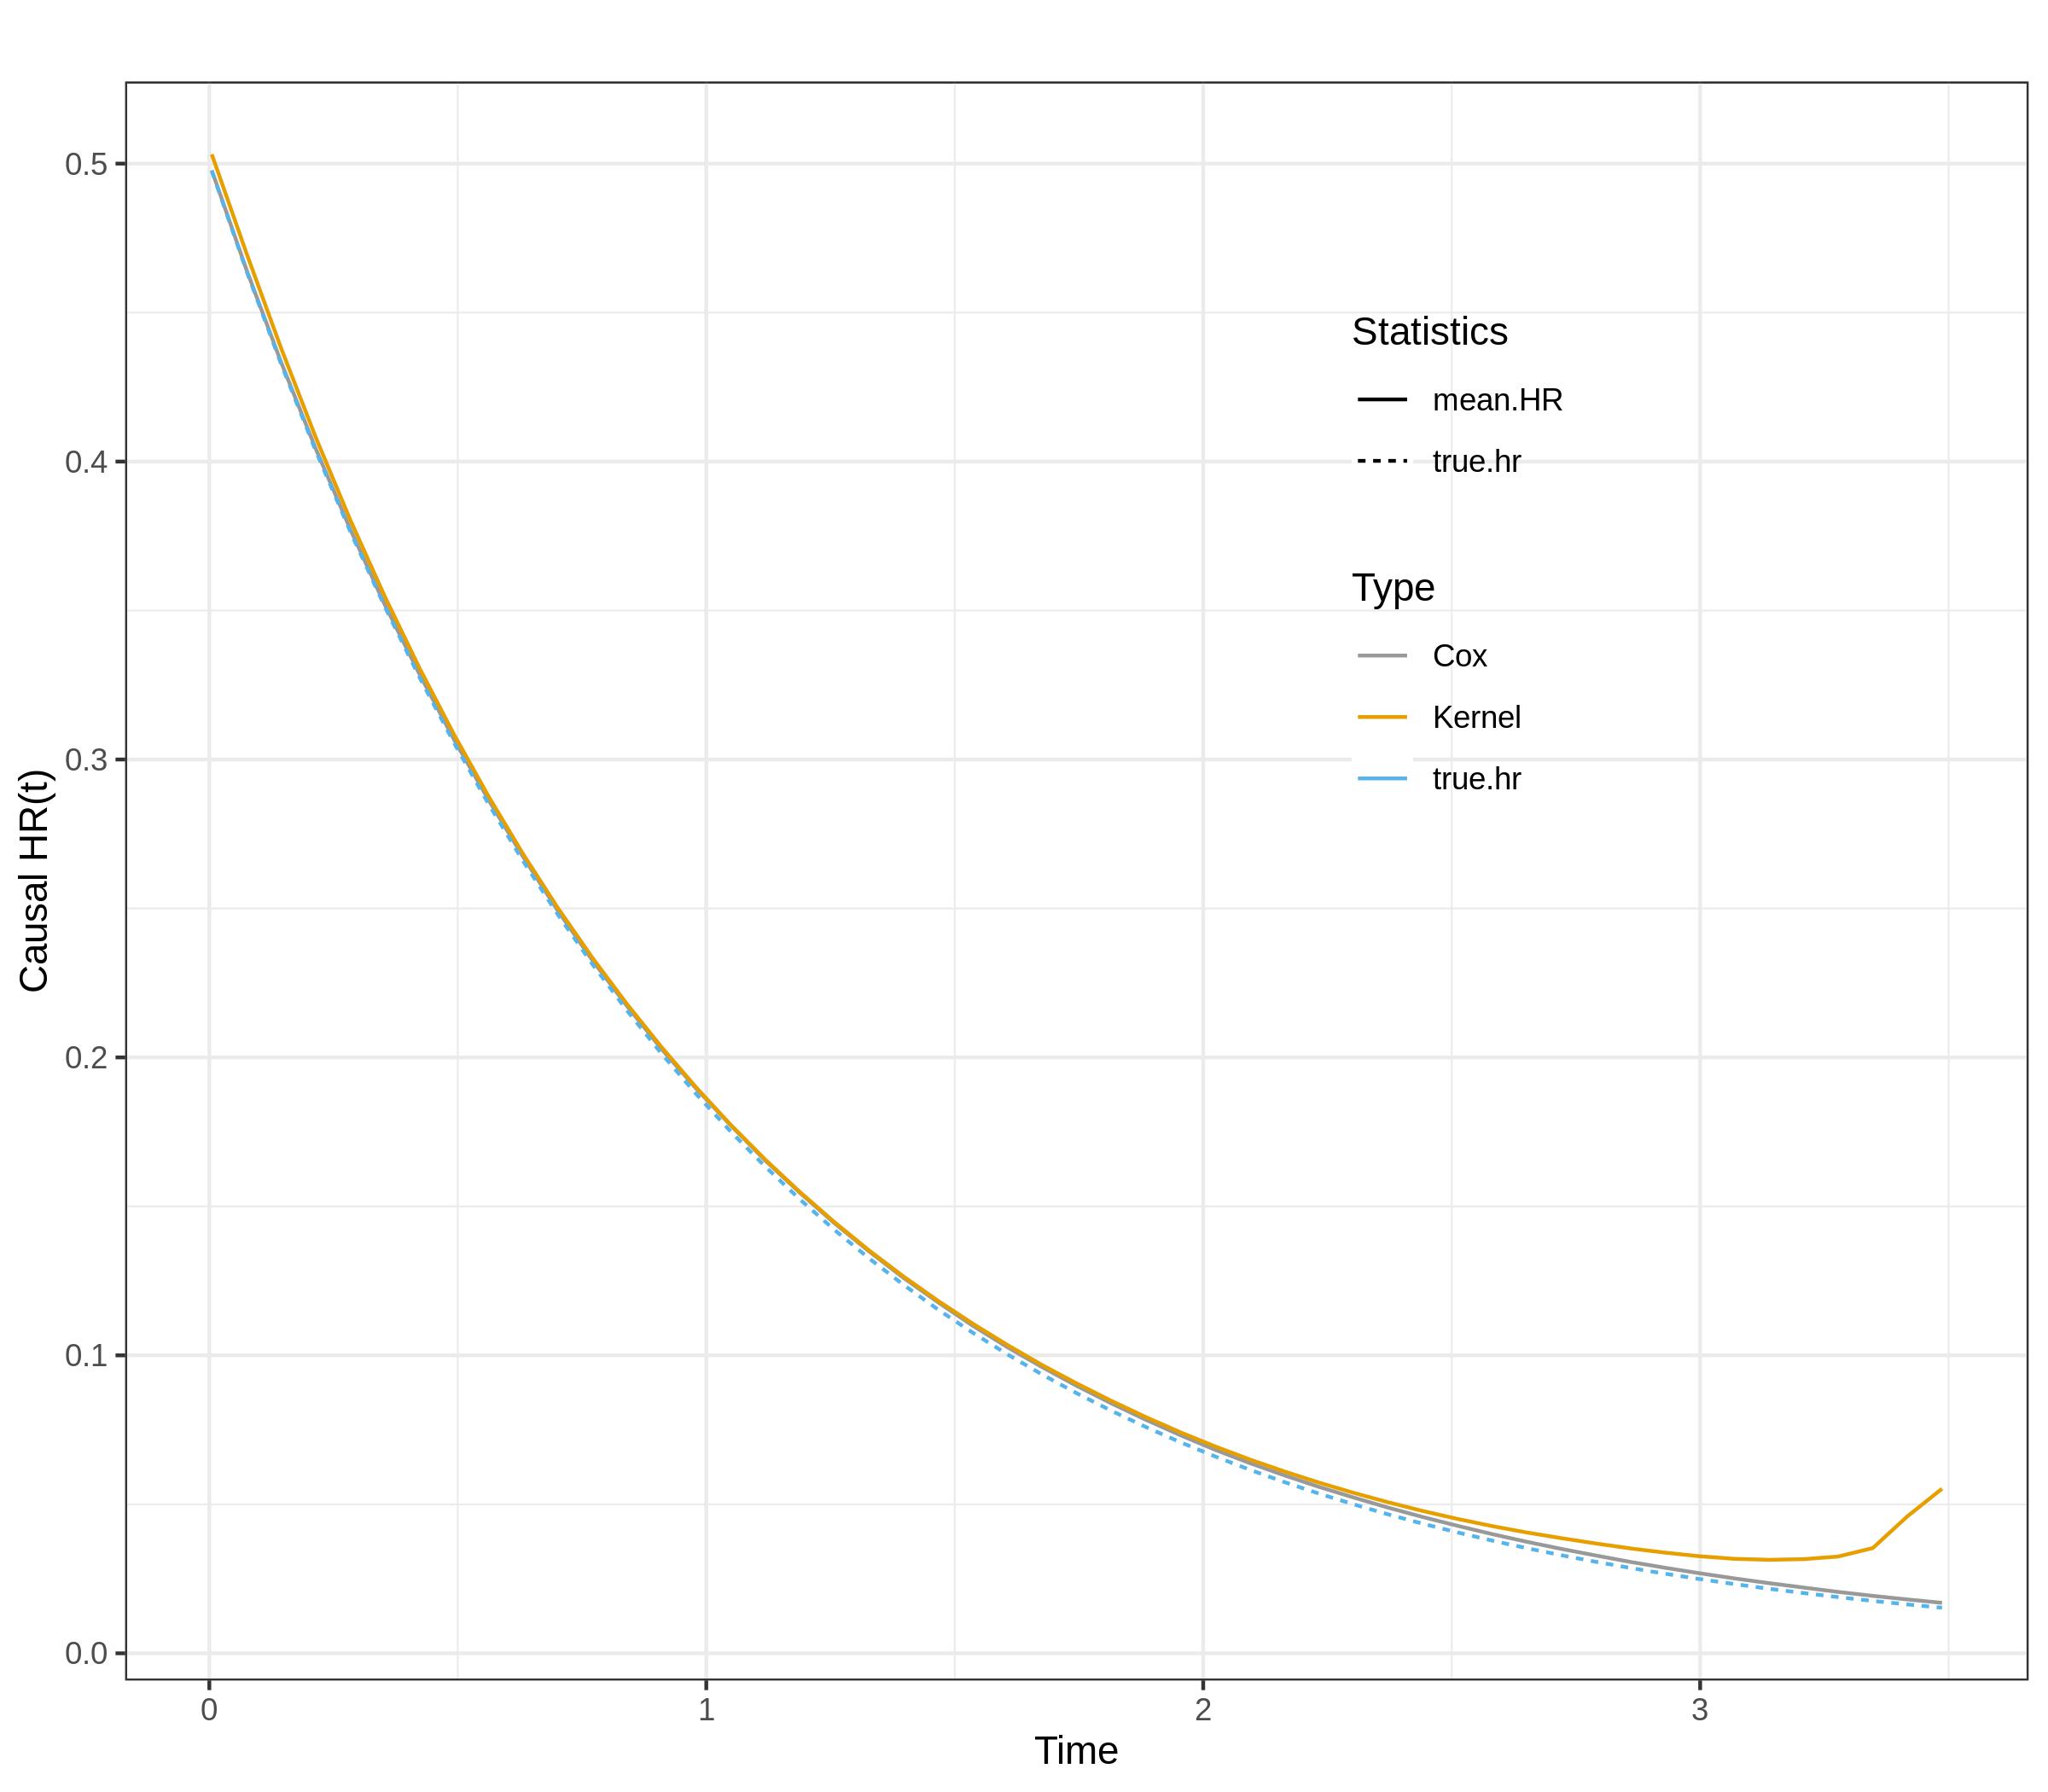 Causal HR(t)
0.5
0.4
0.3
0.2
0.1
0.0
Statistics
mean.HR
true.hr
Type
Cox
Kernel
true.hr
0 1 2 3
Time